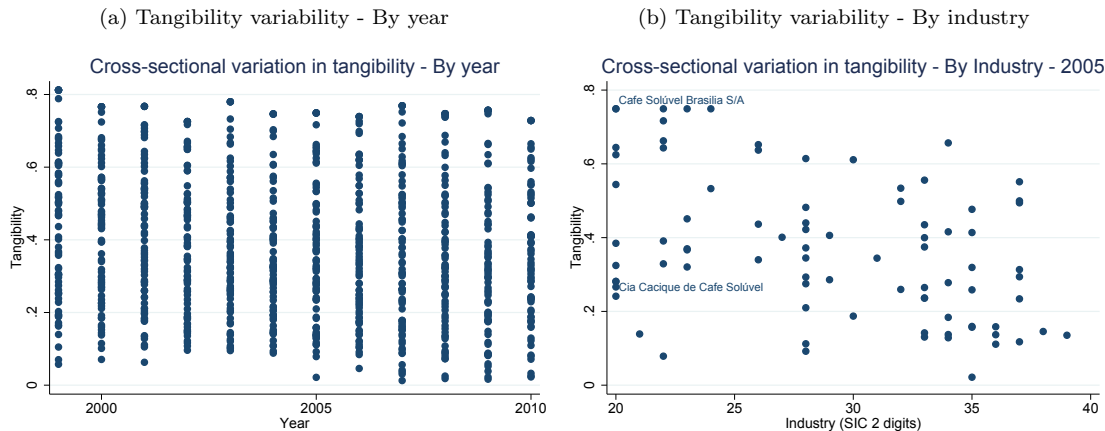 (a) Tangibility variability - By year
(b) Tangibility variability - By industry
Cross-sectional variation in tangibility - By year
.8
.6
.4
.2
0
Tangibility
2000
2005
2010
Year
Cross-sectional variation in tangibility - By Industry - 2005
.8
.6
.4
.2
0
Tangibility
Cafe Solúvel Brasilia S/A
Cia Cacique de Cafe Solúvel
20
25
30
35
40
Industry (SIC 2 digits)